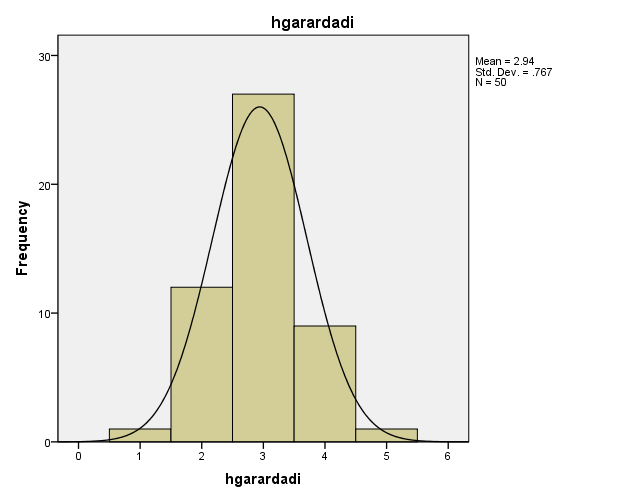 hgarardadi
Mean = 2.94
Std. Dev. = .767
N = 50
30
20
10
0
Frequency
0 1 2 3 4 5 6
hgarardadi